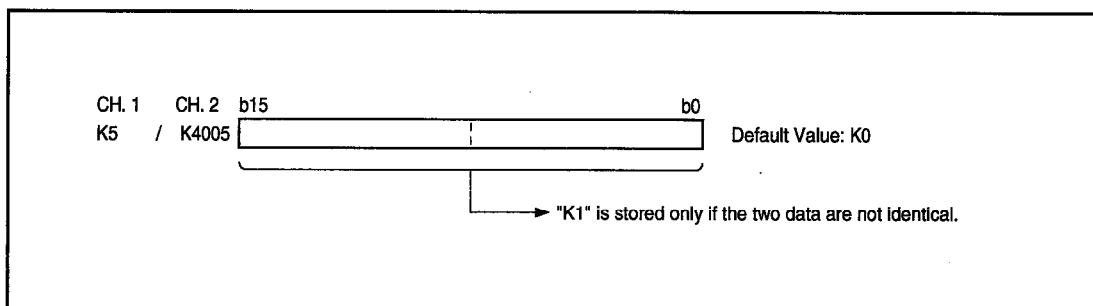 CH. 1 CH. 2 b15 b0
K5 / K4005 Default Value: K0
"K1" is stored only if the two data are not identical.